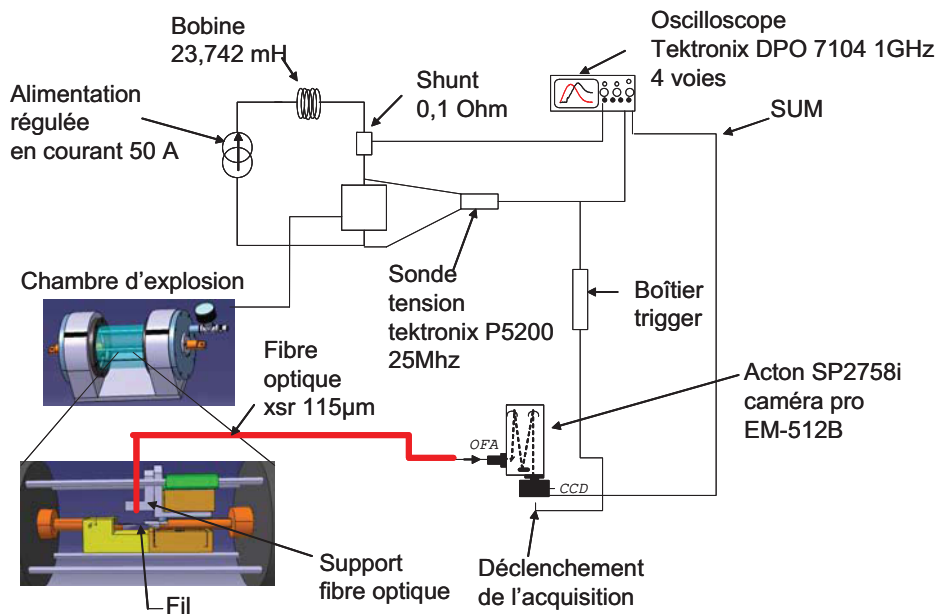 Bobine
23,742 mH
Oscilloscope
Tektronix DPO 7104 1GHz
4 voies
Alimentation
régulée
en courant 50 A
Shunt
0,1 Ohm
SUM
Chambre d'explosion
Sonde
tension
tektronix P5200
25Mhz
Boîtier
trigger
Fibre
optique
xsr 115µm
Acton SP2758i
caméra pro
EM-512B
OFA
CCD
Support
fibre optique
Déclenchement
de l'acquisition
Fil